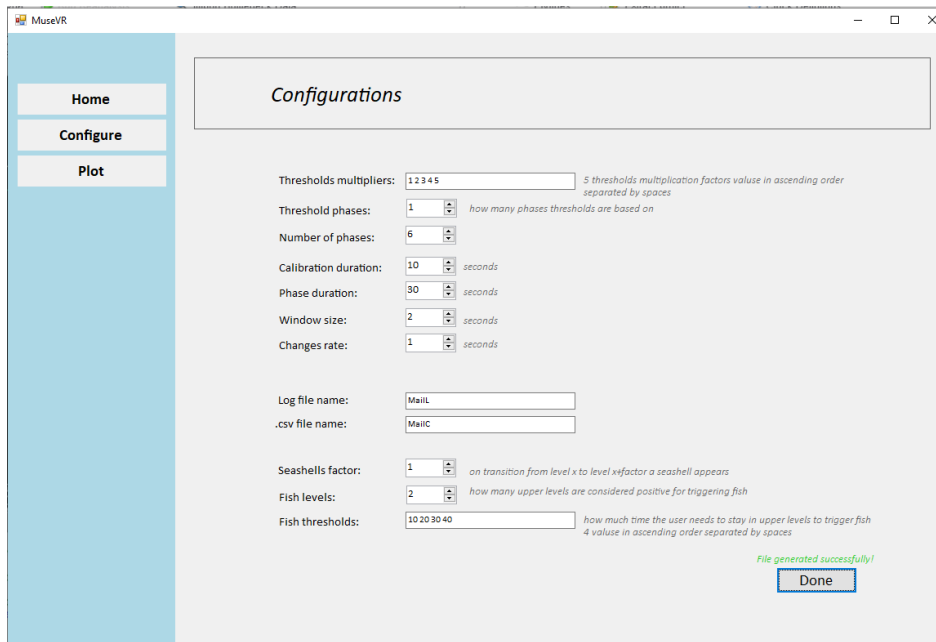 MuseVR
Home
Configure
Plot
Configurations
Thresholds multipliers: 1 2 3 4 5 5 thresholds multiplication factors valuse in ascending order
separated by spaces
Threshold phases: 1 how many phases thresholds are based on
Number of phases: 6
Calibration duration: 10 seconds
Phase duration: 30 seconds
Window size: 2 seconds
Changes rate: 1 seconds
Log file name: MailL
.csv file name: MailC
Seashells factor: 1 on transition from level x to level x+factor a seashell appears
Fish levels: 2 how many upper levels are considered positive for triggering fish
Fish thresholds: 10 20 30 40 how much time the user needs to stay in upper levels to trigger fish
4 valuse in ascending order separated by spaces
File generated successfully!
Done